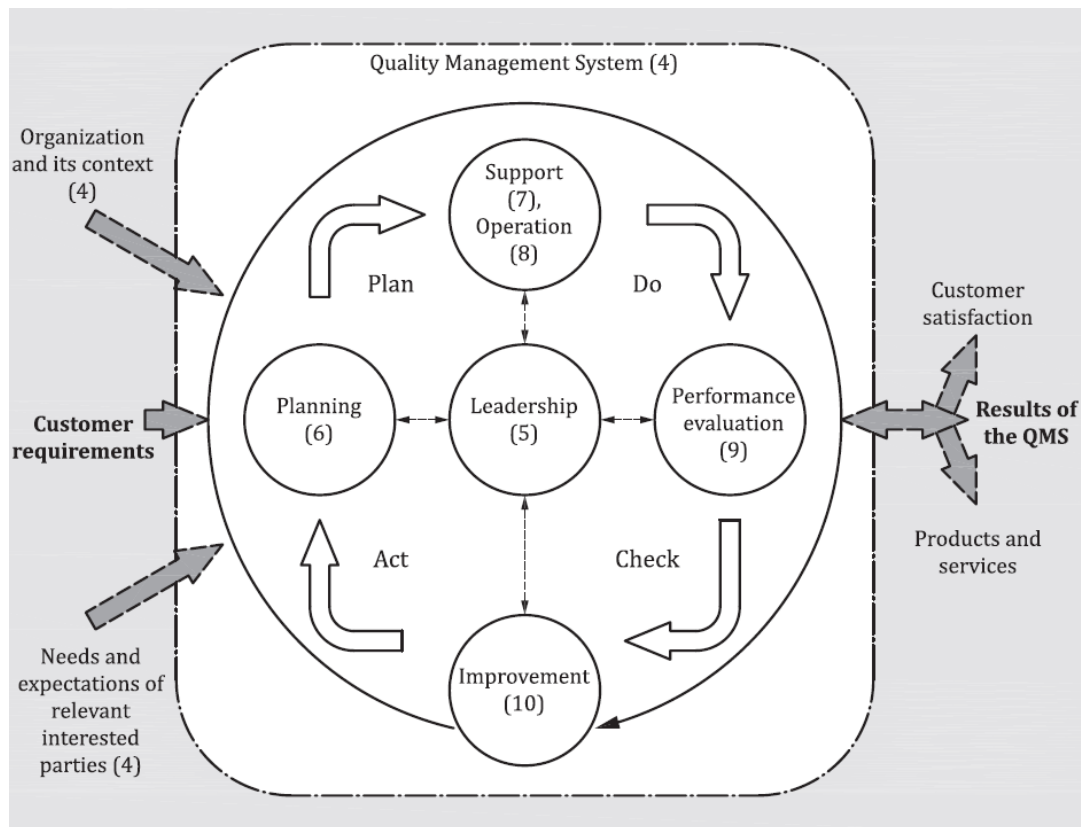 Quality Management System (4)
Organization
and its context
(4)
Support
(7),
Operation
(8)
Plan
Do
Customer
satisfaction
Planning
(6)
Leadership
(5)
Performance
evaluation
(9)
Customer
requirements
Results of
the QMS
Act
Check
Products and
services
Improvement
(10)
Needs and
expectations of
relevant
interested
parties (4)